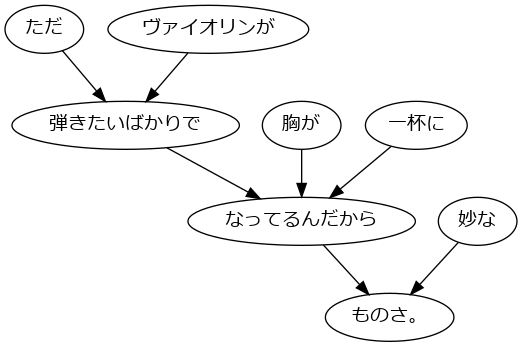 ただ
ヴァイオリンが
弾きたいばかりで
胸が
一杯に
なってるんだから
妙な
ものさ。